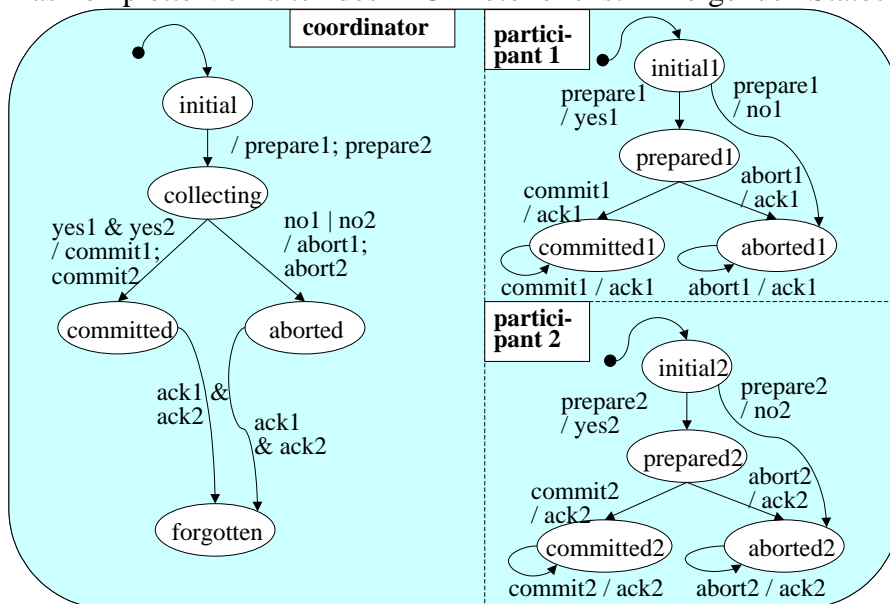 coordinator
initial
/ prepare1; prepare2
collecting
yes1 & yes2
/ commit1;
commit2
no1 | no2
/ abort1;
abort2
committed
aborted
ack1 &
ack2
ack1
& ack2
forgotten
partici-
pant 1
initial1
prepare1
/ yes1
prepare1
/ no1
prepared1
commit1
/ ack1
abort1
/ ack1
committed1
aborted1
commit1 / ack1
abort1 / ack1
partici-
pant 2
initial2
prepare2
/ yes2
prepare2
/ no2
prepared2
commit2
/ ack2
abort2
/ ack2
committed2
aborted2
commit2 / ack2
abort2 / ack2